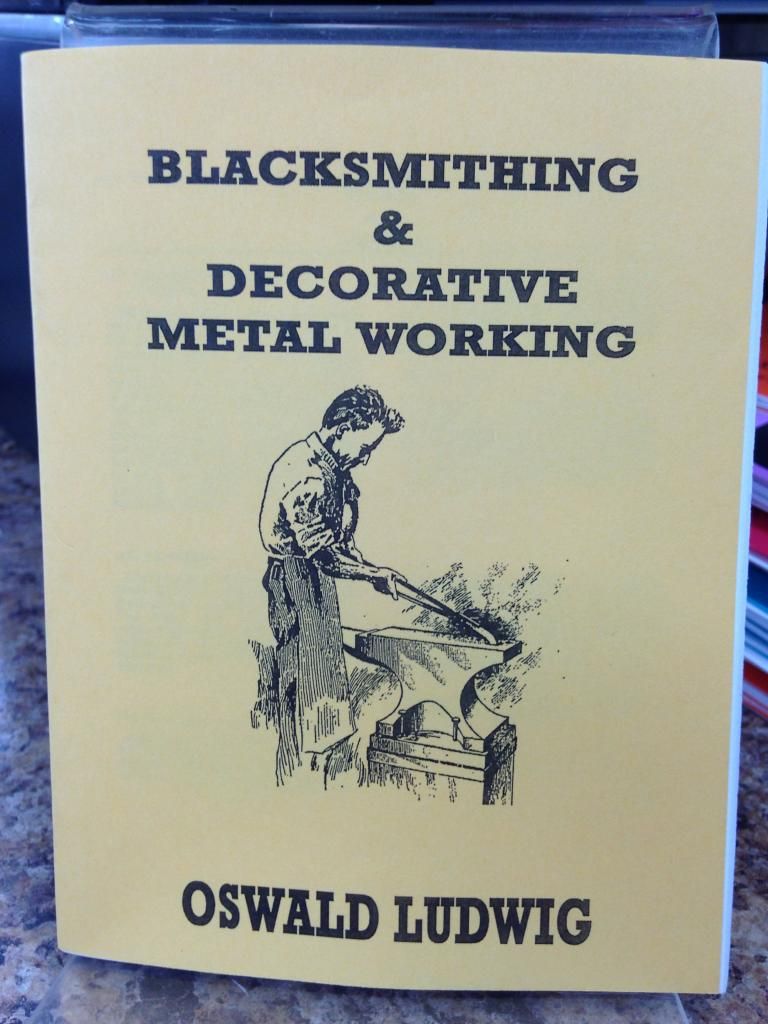 BLACKSMITHING
&
DECORATIVE
METAL WORKING
OSWALD LUDWIG